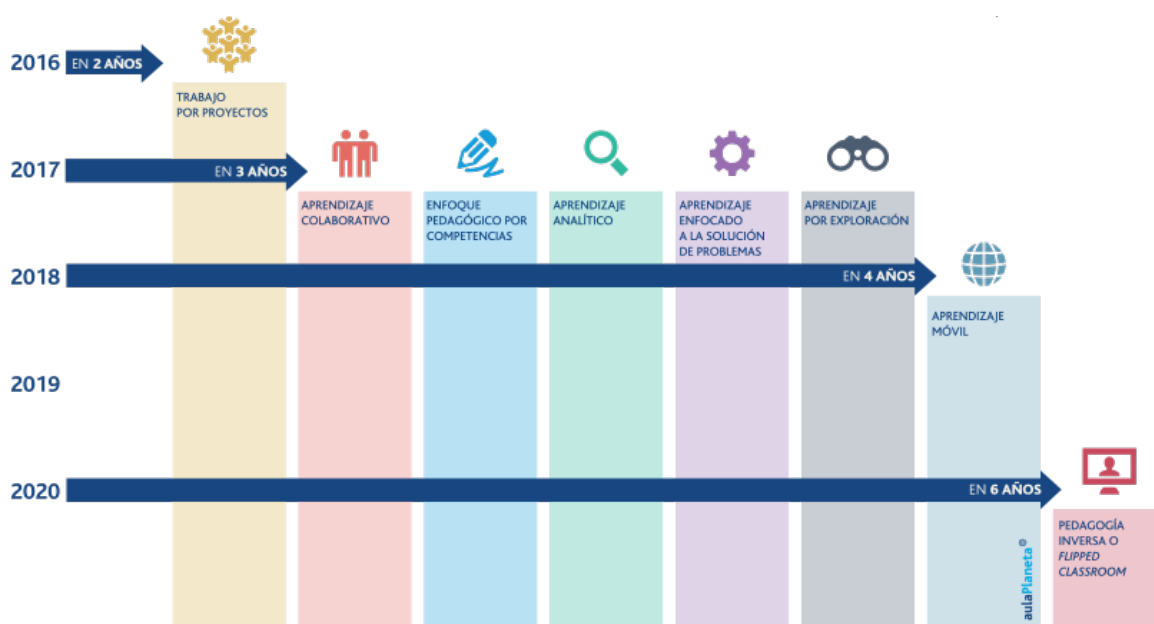 2016
EN 2 AÑOS
TRABAJO
POR PROYECTOS
2017
EN 3 AÑOS
APRENDIZAJE
COLABORATIVO
ENFOQUE
PEDAGÓGICO POR
COMPETENCIAS
APRENDIZAJE
ANALÍTICO
APRENDIZAJE
ENFOCADO
A LA SOLUCIÓN
DE PROBLEMAS
APRENDIZAJE
POR EXPLORACIÓN
2018
EN 4 AÑOS
APRENDIZAJE
MÓVIL
2019
2020
EN 6 AÑOS
PEDAGOGÍA
INVERSA O
FLIPPED
CLASSROOM
aulaPlaneta